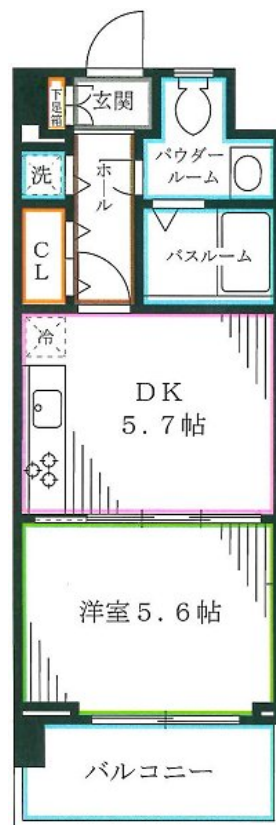 下足箱
玄関
パウダー
ルーム
洗
ホール
CL
バスルーム
冷
DK
5.7帖
洋室5.6帖
バルコニー